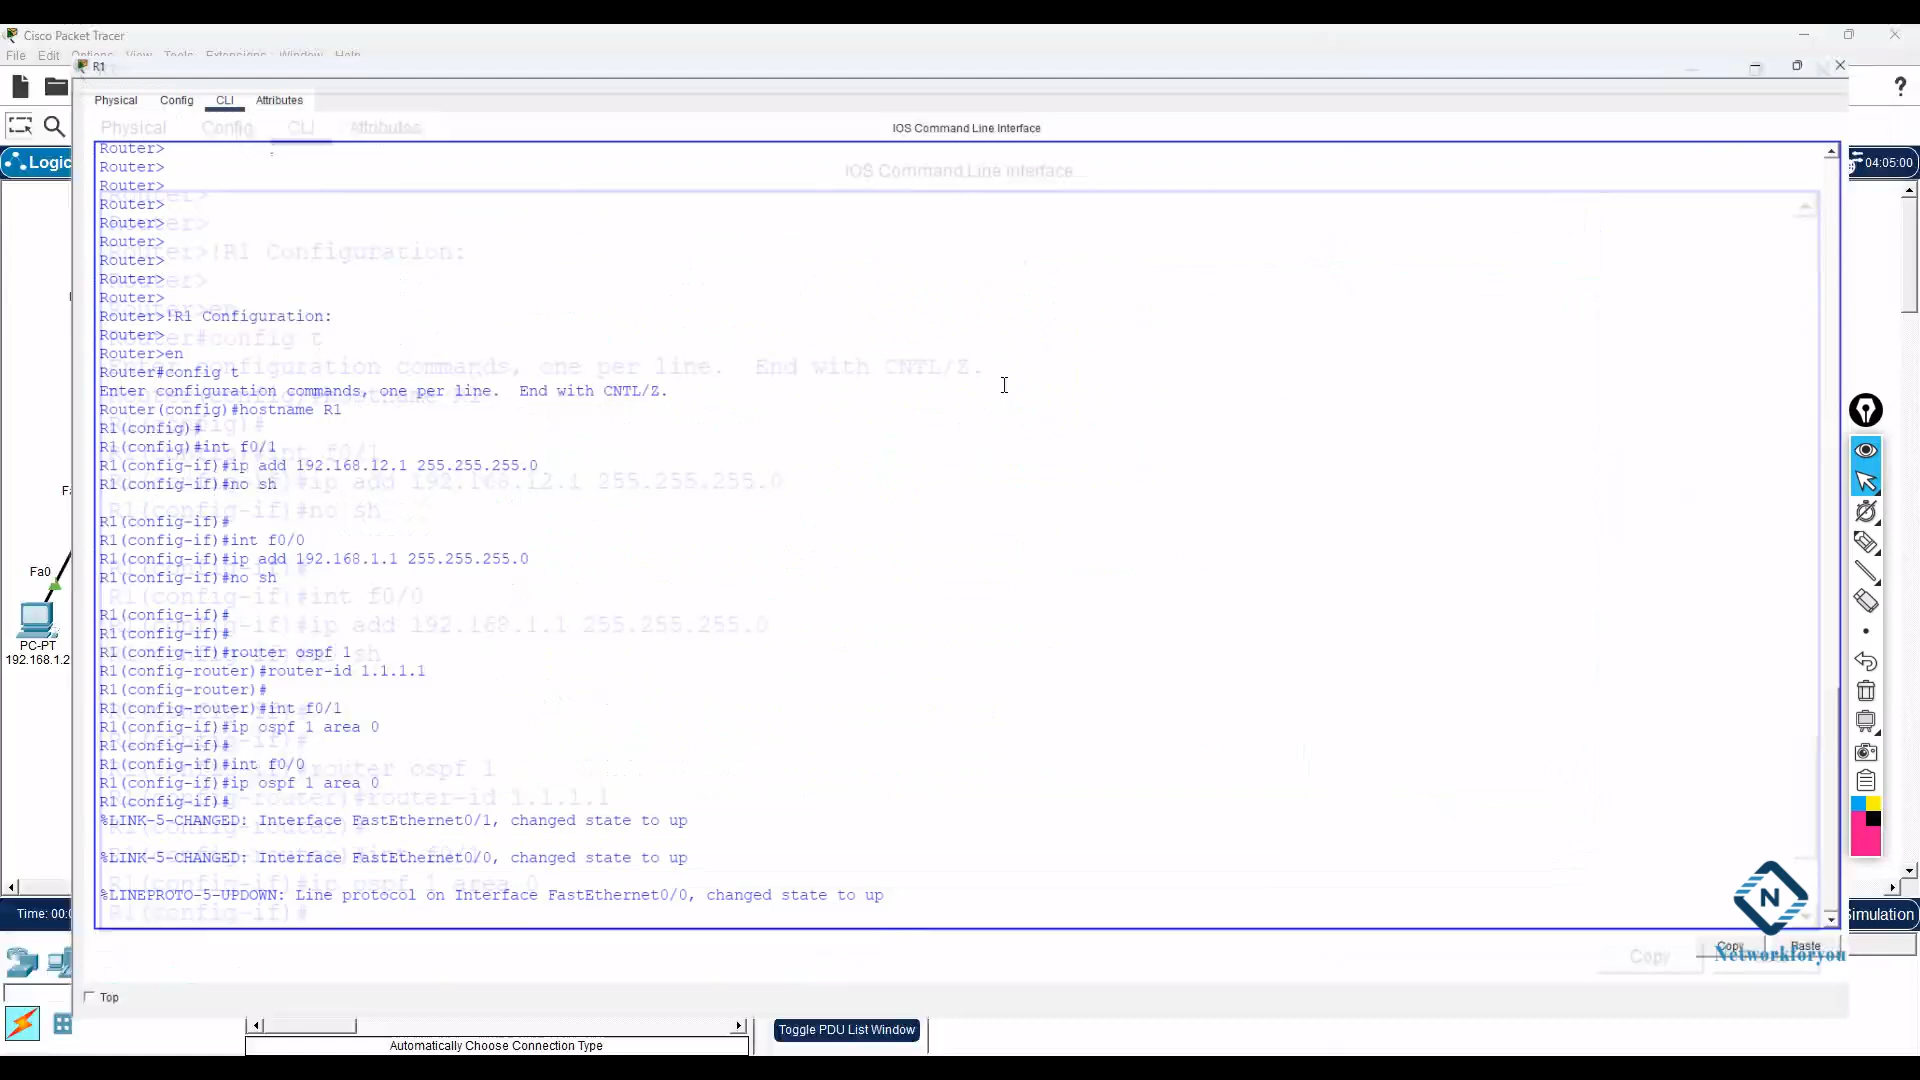 Cisco Packet Tracer
File Edit Options View Tools Extensions Window Help
R1
Physical Config CLI Attributes
Physical Config CLI Attributes
IOS Command Line Interface
IOS Command Line Interface
Logic
04:05:00
Router>
Router>
Router>
Router>
Router>
Router>
Router>
Router>
Router>
Router>!R1 Configuration:
Router>
Router>en
Router#config t
Enter configuration commands, one per line.  End with CNTL/Z.
Router(config)#hostname R1
R1(config)#
R1(config)#int f0/1
R1(config-if)#ip add 192.168.12.1 255.255.255.0
R1(config-if)#no sh
R1(config-if)#
R1(config-if)#int f0/0
R1(config-if)#ip add 192.168.1.1 255.255.255.0
R1(config-if)#no sh
R1(config-if)#
R1(config-if)#
R1(config-if)#router ospf 1
R1(config-router)#router-id 1.1.1.1
R1(config-router)#
R1(config-router)#int f0/1
R1(config-if)#ip ospf 1 area 0
R1(config-if)#
R1(config-if)#int f0/0
R1(config-if)#ip ospf 1 area 0
R1(config-if)#
%LINK-5-CHANGED: Interface FastEthernet0/1, changed state to up
%LINK-5-CHANGED: Interface FastEthernet0/0, changed state to up
%LINEPROTO-5-UPDOWN: Line protocol on Interface FastEthernet0/0, changed state to up
Fa0
PC-PT
192.168.1.2
Time: 00:0
Simulation
N
Networkforyou
Copy Copy Paste
Top
Toggle PDU List Window
Automatically Choose Connection Type